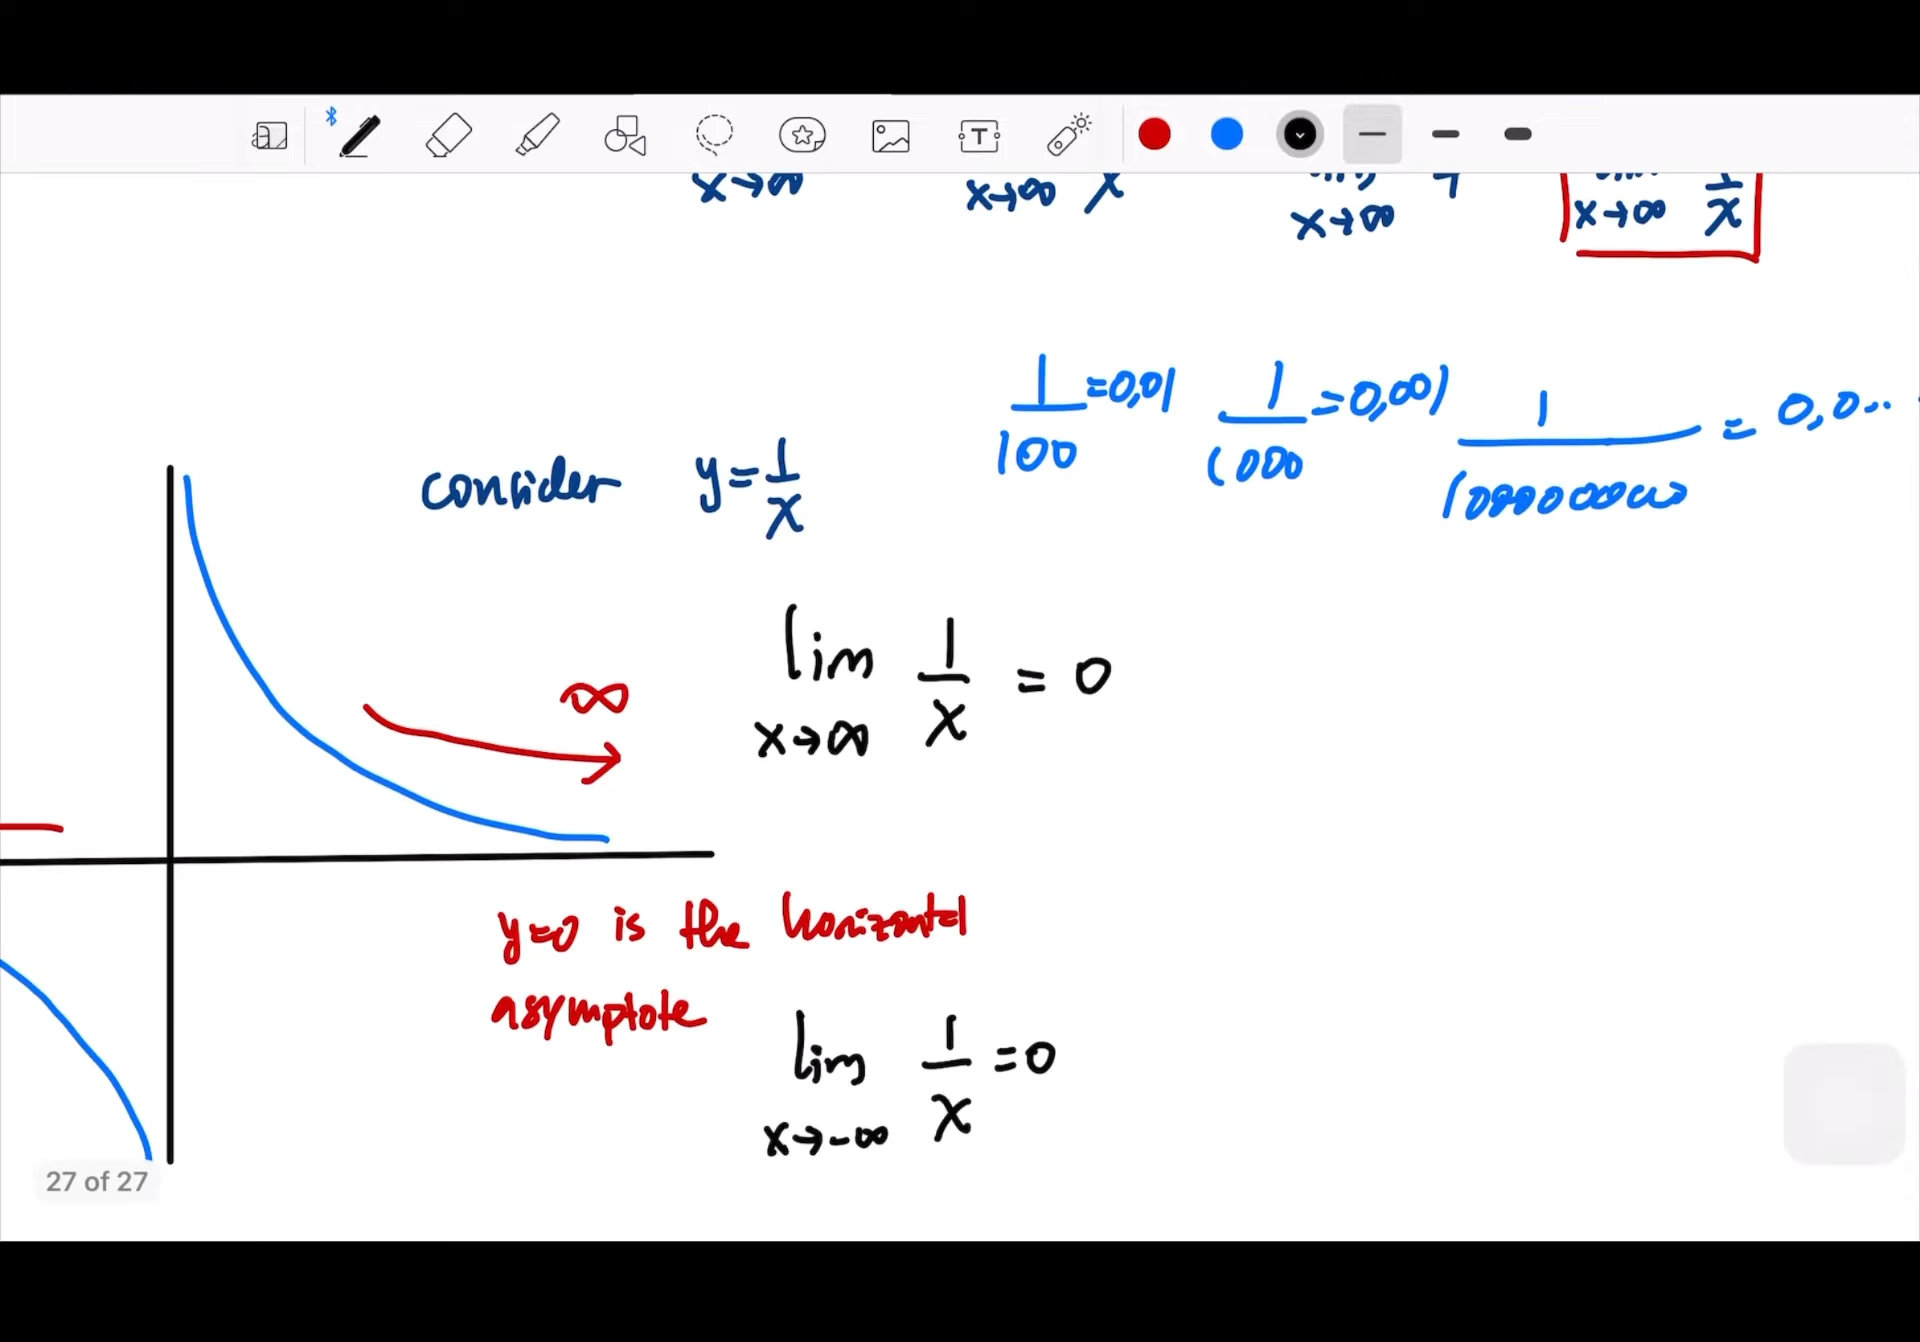 x→∞ x→∞ x x→∞ x→∞ x
1/100 =0,01 1/1000 =0,001 1/1000000000 = 0,0..
consider y=1/x
lim x→∞ 1/x = 0
∞
y=0 is the horizontal
asymptote
lim x→-∞ 1/x =0
27 of 27